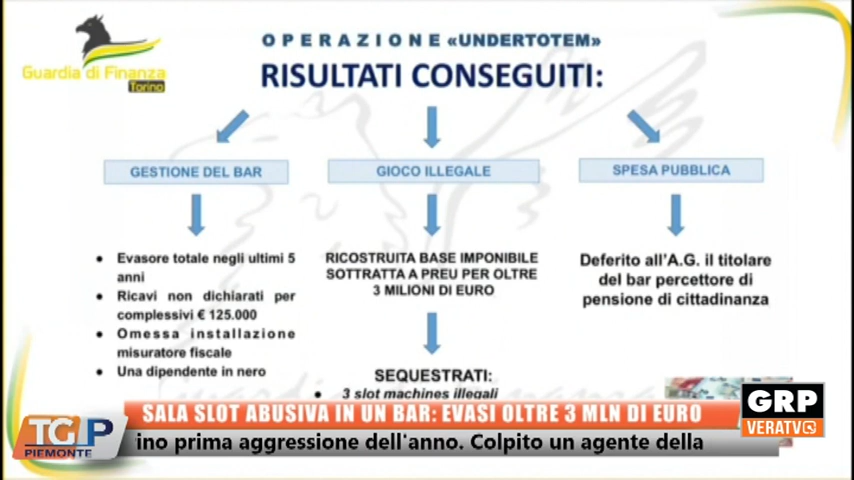 OPERAZIONE «UNDERTOTEM»
RISULTATI CONSEGUITI:
Guardia di Finanza
Torino
GESTIONE DEL BAR
GIOCO ILLEGALE
SPESA PUBBLICA
• Evasore totale negli ultimi 5
anni
• Ricavi non dichiarati per
complessivi € 125.000
• Omessa installazione
misuratore fiscale
• Una dipendente in nero
RICOSTRUITA BASE IMPONIBILE
SOTTRATTA A PREU PER OLTRE
3 MILIONI DI EURO
SEQUESTRATI:
• 3 slot machines illegali
Deferito all'A.G. il titolare
del bar percettore di
pensione di cittadinanza
SALA SLOT ABUSIVA IN UN BAR: EVASI OLTRE 3 MLN DI EURO
GRP
VERATV
TGP
PIEMONTE
ino prima aggressione dell'anno. Colpito un agente della